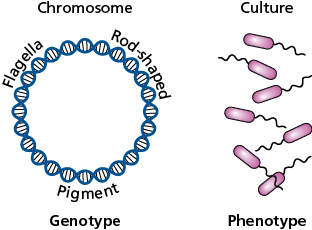 Chromosome
Culture
Flagella
Rod-shaped
Pigment
Genotype
Phenotype